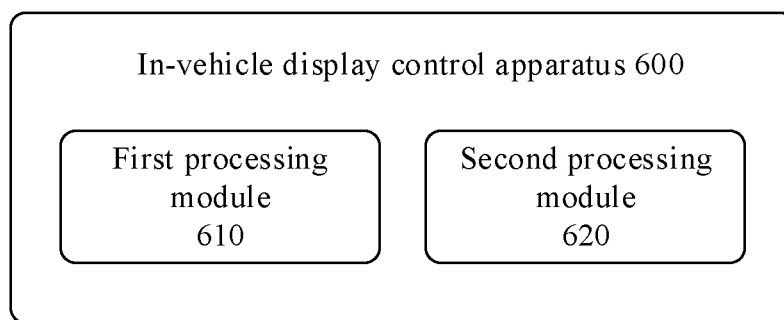 In-vehicle display control apparatus 600
First processing
module
610
Second processing
module
620